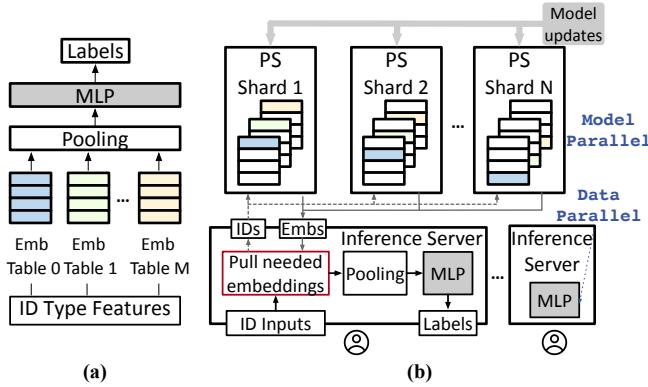 Labels
MLP
Pooling
...
Emb Table 0
Emb Table 1
Emb Table M
ID Type Features
(a)
Model updates
PS Shard 1
PS Shard 2
...
PS Shard N
Model Parallel
Data Parallel
IDs
Embs
Inference Server
Pull needed embeddings
Pooling
MLP
ID Inputs
Labels
...
Inference Server
MLP
(b)